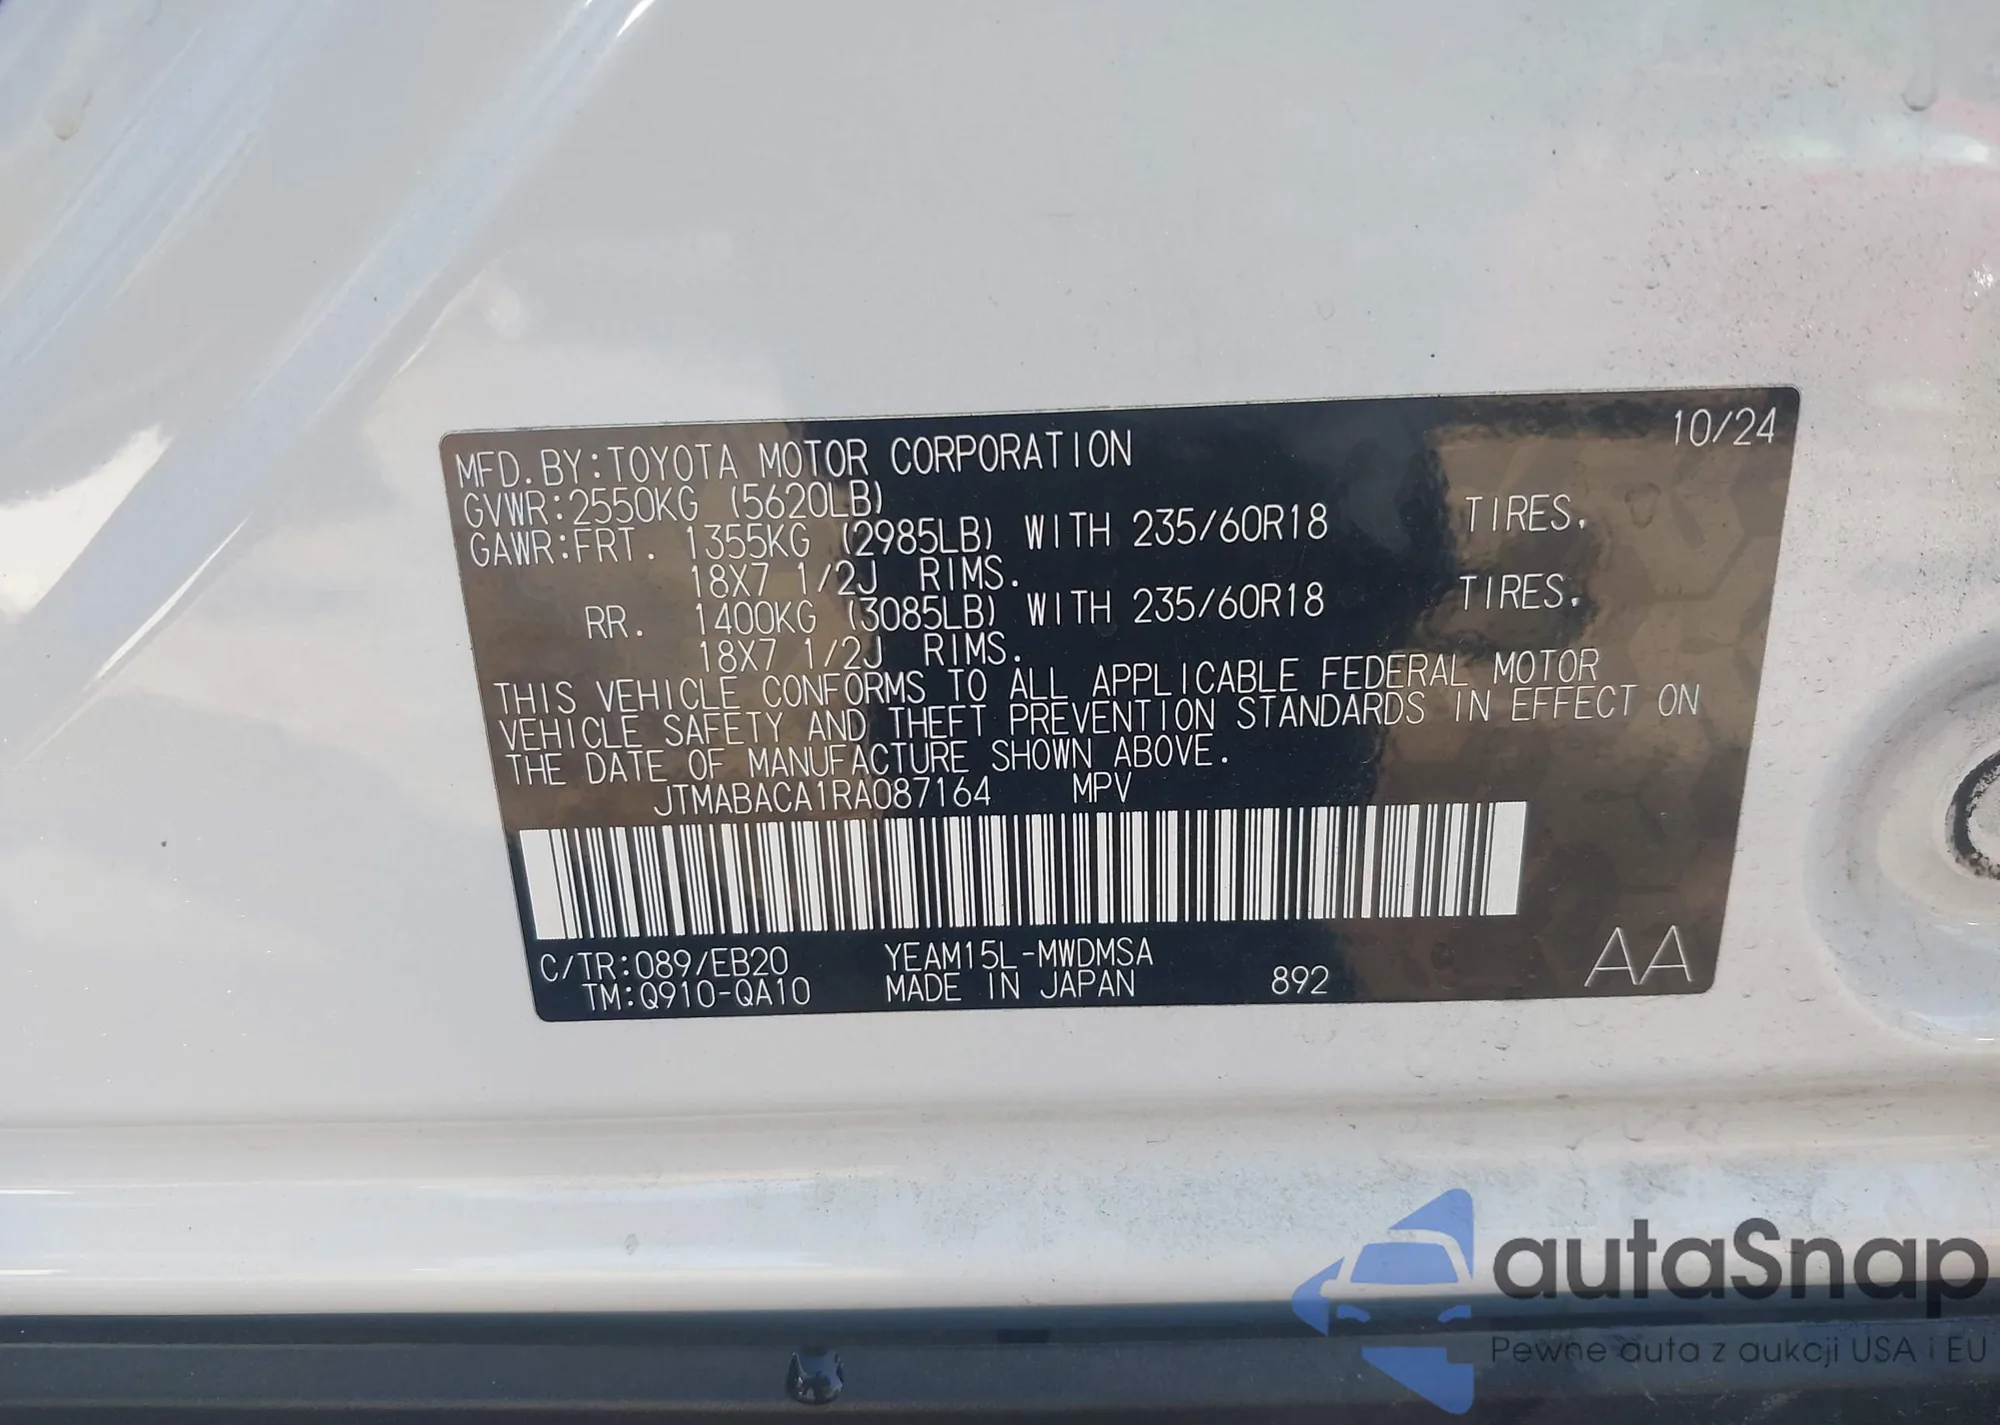 10/24
MFD.BY:TOYOTA MOTOR CORPORATION
GVWR:2550KG (5620LB)
GAWR:FRT. 1355KG (2985LB) WITH 235/60R18 TIRES,
18X7 1/2J RIMS.
RR. 1400KG (3085LB) WITH 235/60R18 TIRES,
18X7 1/2J RIMS.
THIS VEHICLE CONFORMS TO ALL APPLICABLE FEDERAL MOTOR
VEHICLE SAFETY AND THEFT PREVENTION STANDARDS IN EFFECT ON
THE DATE OF MANUFACTURE SHOWN ABOVE.
JTMABACA1RA087164 MPV
C/TR:089/EB20 YEAM15L-MWDMSA
TM:Q910-QA10 MADE IN JAPAN 892 AA
autaSnap
Pewne auta z aukcji USA i EU